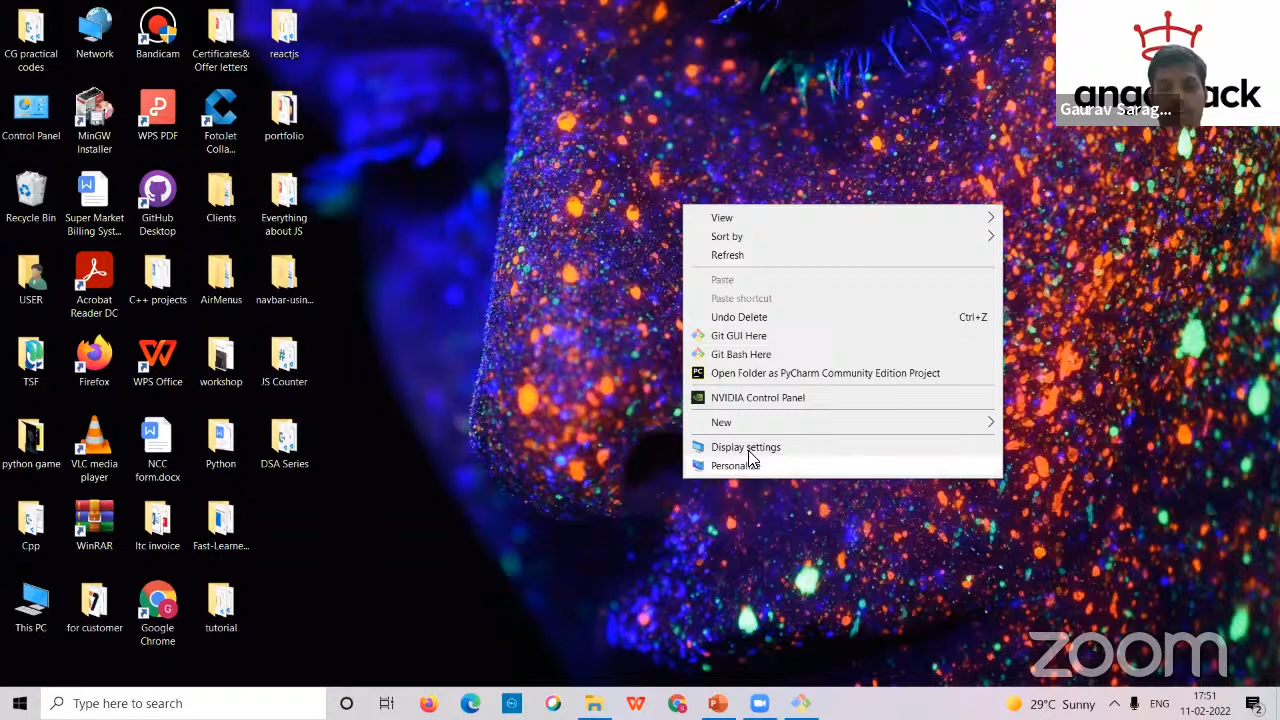 CG practical
codes
Network
Bandicam
Certificates&
Offer letters
reactjs
Control Panel
MinGW
Installer
WPS PDF
FotoJet
Colla...
portfolio
Recycle Bin
Super Market
Billing Syst...
GitHub
Desktop
Clients
Everything
about JS
USER
Acrobat
Reader DC
C++ projects
AirMenus
navbar-usin...
TSF
Firefox
WPS Office
workshop
JS Counter
python game
VLC media
player
NCC
form.docx
Python
DSA Series
Cpp
WinRAR
ltc invoice
Fast-Learne...
This PC
for customer
Google
Chrome
tutorial
View
Sort by
Refresh
Paste
Paste shortcut
Undo Delete Ctrl+Z
Git GUI Here
Git Bash Here
Open Folder as PyCharm Community Edition Project
NVIDIA Control Panel
New
Display settings
Gaurav Sarag...
zoom
Type here to search
29°C Sunny
ENG
17:51
11-02-2022
2